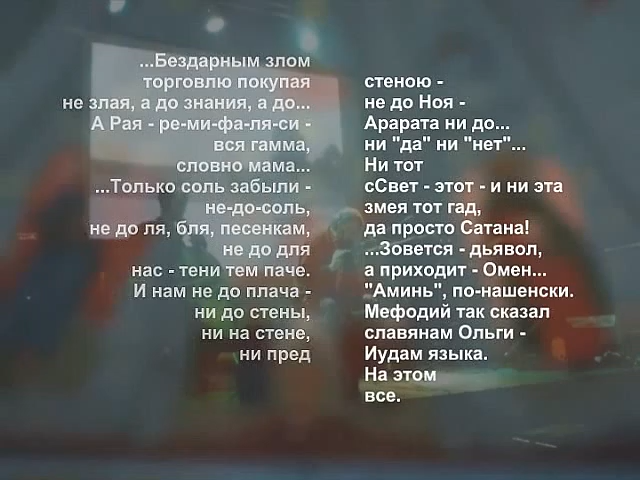 ...Бездарным злом
торговлю покупая
не злая, а до знания, а до...
А Рая - ре-ми-фа-ля-си -
вся гамма,
словно мама...
...Только соль забыли -
не-до-соль,
не до ля, бля, песенкам,
не до для
нас - тени тем паче.
И нам не до плача -
ни до стены,
ни на стене,
ни пред
стеною -
не до Ноя -
Арарата ни до...
ни "да" ни "нет"...
Ни тот
сСвет - этот - и ни эта
змея тот гад,
да просто Сатана!
...Зовется - дьявол,
а приходит - Омен...
"Аминь", по-нашенски.
Мефодий так сказал
славянам Ольги -
Иудам языка.
На этом
все.